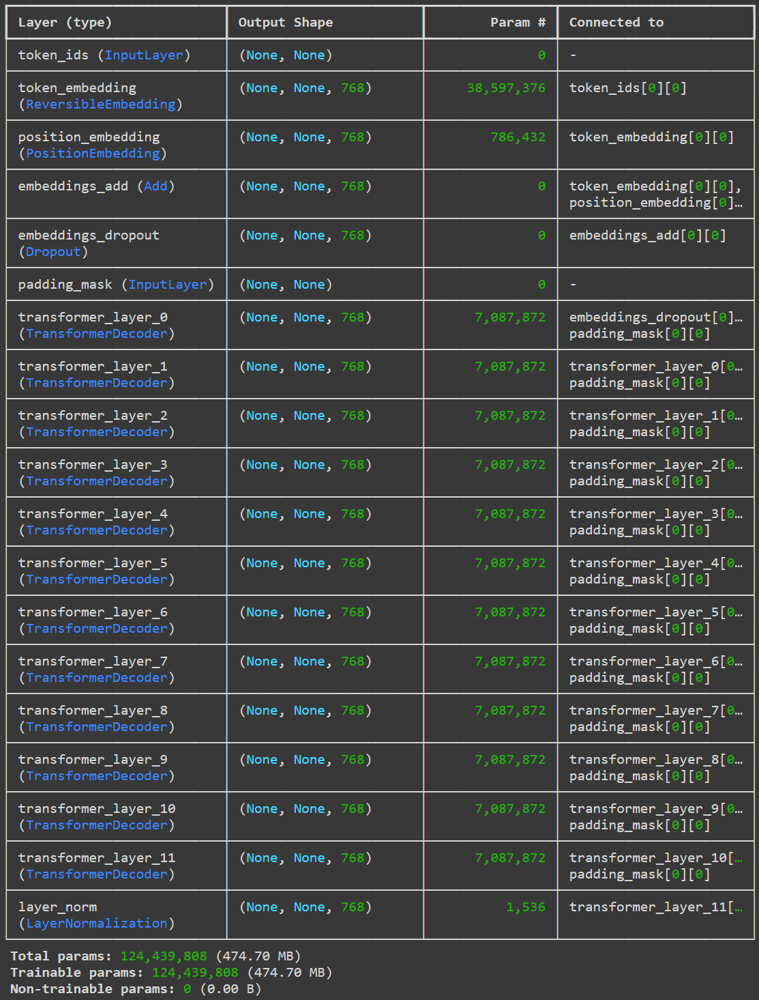 Layer (type) Output Shape Param # Connected to
token_ids (InputLayer) (None, None) 0 -
token_embedding (None, None, 768) 38,597,376 token_ids[0][0]
(ReversibleEmbedding)
position_embedding (None, None, 768) 786,432 token_embedding[0][0]
(PositionEmbedding)
embeddings_add (Add) (None, None, 768) 0 token_embedding[0][0],
position_embedding[0]…
embeddings_dropout (None, None, 768) 0 embeddings_add[0][0]
(Dropout)
padding_mask (InputLayer) (None, None) 0 -
transformer_layer_0 (None, None, 768) 7,087,872 embeddings_dropout[0]…
(TransformerDecoder) padding_mask[0][0]
transformer_layer_1 (None, None, 768) 7,087,872 transformer_layer_0[0…
(TransformerDecoder) padding_mask[0][0]
transformer_layer_2 (None, None, 768) 7,087,872 transformer_layer_1[0…
(TransformerDecoder) padding_mask[0][0]
transformer_layer_3 (None, None, 768) 7,087,872 transformer_layer_2[0…
(TransformerDecoder) padding_mask[0][0]
transformer_layer_4 (None, None, 768) 7,087,872 transformer_layer_3[0…
(TransformerDecoder) padding_mask[0][0]
transformer_layer_5 (None, None, 768) 7,087,872 transformer_layer_4[0…
(TransformerDecoder) padding_mask[0][0]
transformer_layer_6 (None, None, 768) 7,087,872 transformer_layer_5[0…
(TransformerDecoder) padding_mask[0][0]
transformer_layer_7 (None, None, 768) 7,087,872 transformer_layer_6[0…
(TransformerDecoder) padding_mask[0][0]
transformer_layer_8 (None, None, 768) 7,087,872 transformer_layer_7[0…
(TransformerDecoder) padding_mask[0][0]
transformer_layer_9 (None, None, 768) 7,087,872 transformer_layer_8[0…
(TransformerDecoder) padding_mask[0][0]
transformer_layer_10 (None, None, 768) 7,087,872 transformer_layer_9[0…
(TransformerDecoder) padding_mask[0][0]
transformer_layer_11 (None, None, 768) 7,087,872 transformer_layer_10[…
(TransformerDecoder) padding_mask[0][0]
layer_norm (None, None, 768) 1,536 transformer_layer_11[…
(LayerNormalization)
Total params: 124,439,808 (474.70 MB)
Trainable params: 124,439,808 (474.70 MB)
Non-trainable params: 0 (0.00 B)